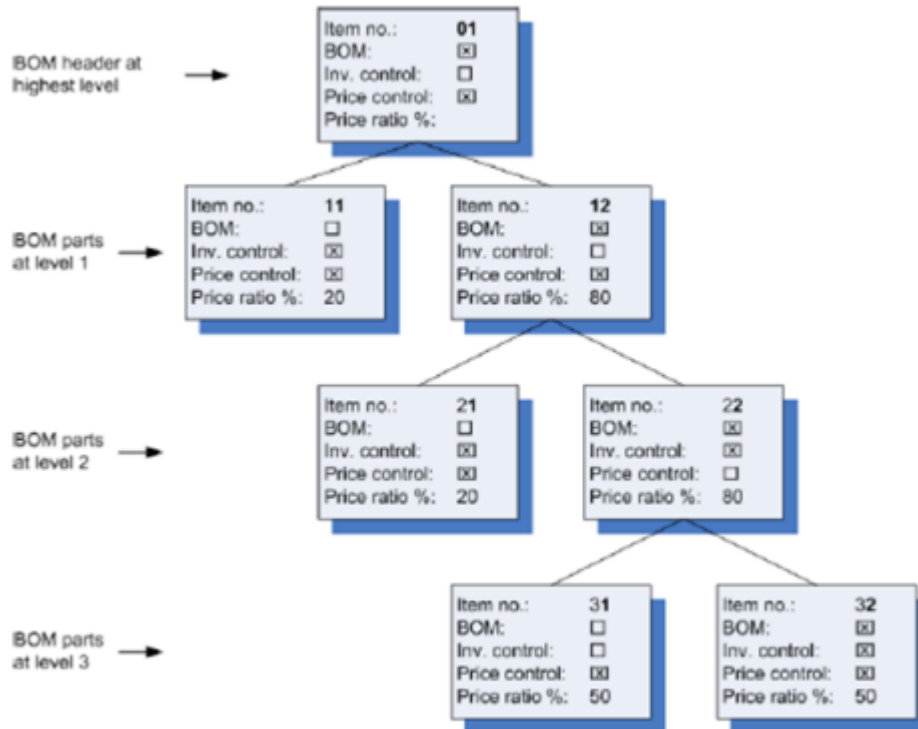 BOM header at
highest level
Item no.: 01
BOM: ☒
Inv. control: ☐
Price control: ☒
Price ratio %:
BOM parts
at level 1
Item no.: 11
BOM: ☐
Inv. control: ☒
Price control: ☒
Price ratio %: 20
Item no.: 12
BOM: ☒
Inv. control: ☐
Price control: ☒
Price ratio %: 80
BOM parts
at level 2
Item no.: 21
BOM: ☐
Inv. control: ☒
Price control: ☒
Price ratio %: 20
Item no.: 22
BOM: ☒
Inv. control: ☒
Price control: ☐
Price ratio %: 80
BOM parts
at level 3
Item no.: 31
BOM: ☐
Inv. control: ☐
Price control: ☒
Price ratio %: 50
Item no.: 32
BOM: ☒
Inv. control: ☒
Price control: ☒
Price ratio %: 50